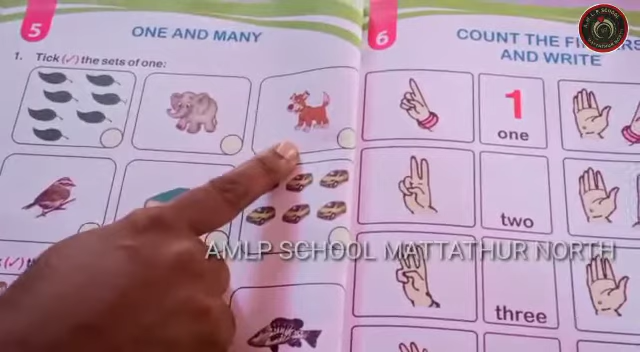 5
ONE AND MANY
1. Tick (✓) the sets of one:
6
COUNT THE
AND WRITE
1
one
two
three
(✓)
AMLP SCHOOL MATTATHUR NORTH